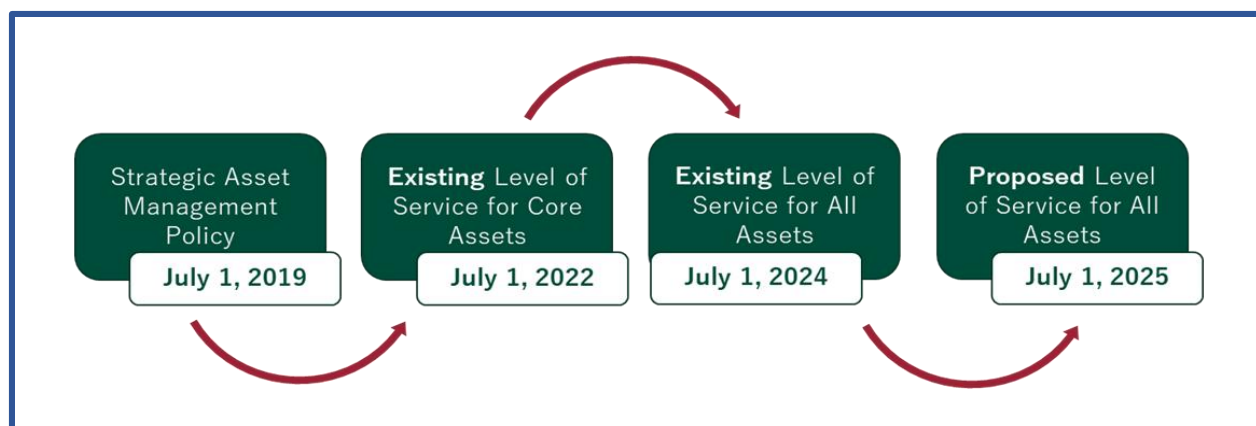 Strategic Asset
Management
Policy
July 1, 2019
Existing Level of
Service for Core
Assets
July 1, 2022
Existing Level of
Service for All
Assets
July 1, 2024
Proposed Level
of Service for All
Assets
July 1, 2025